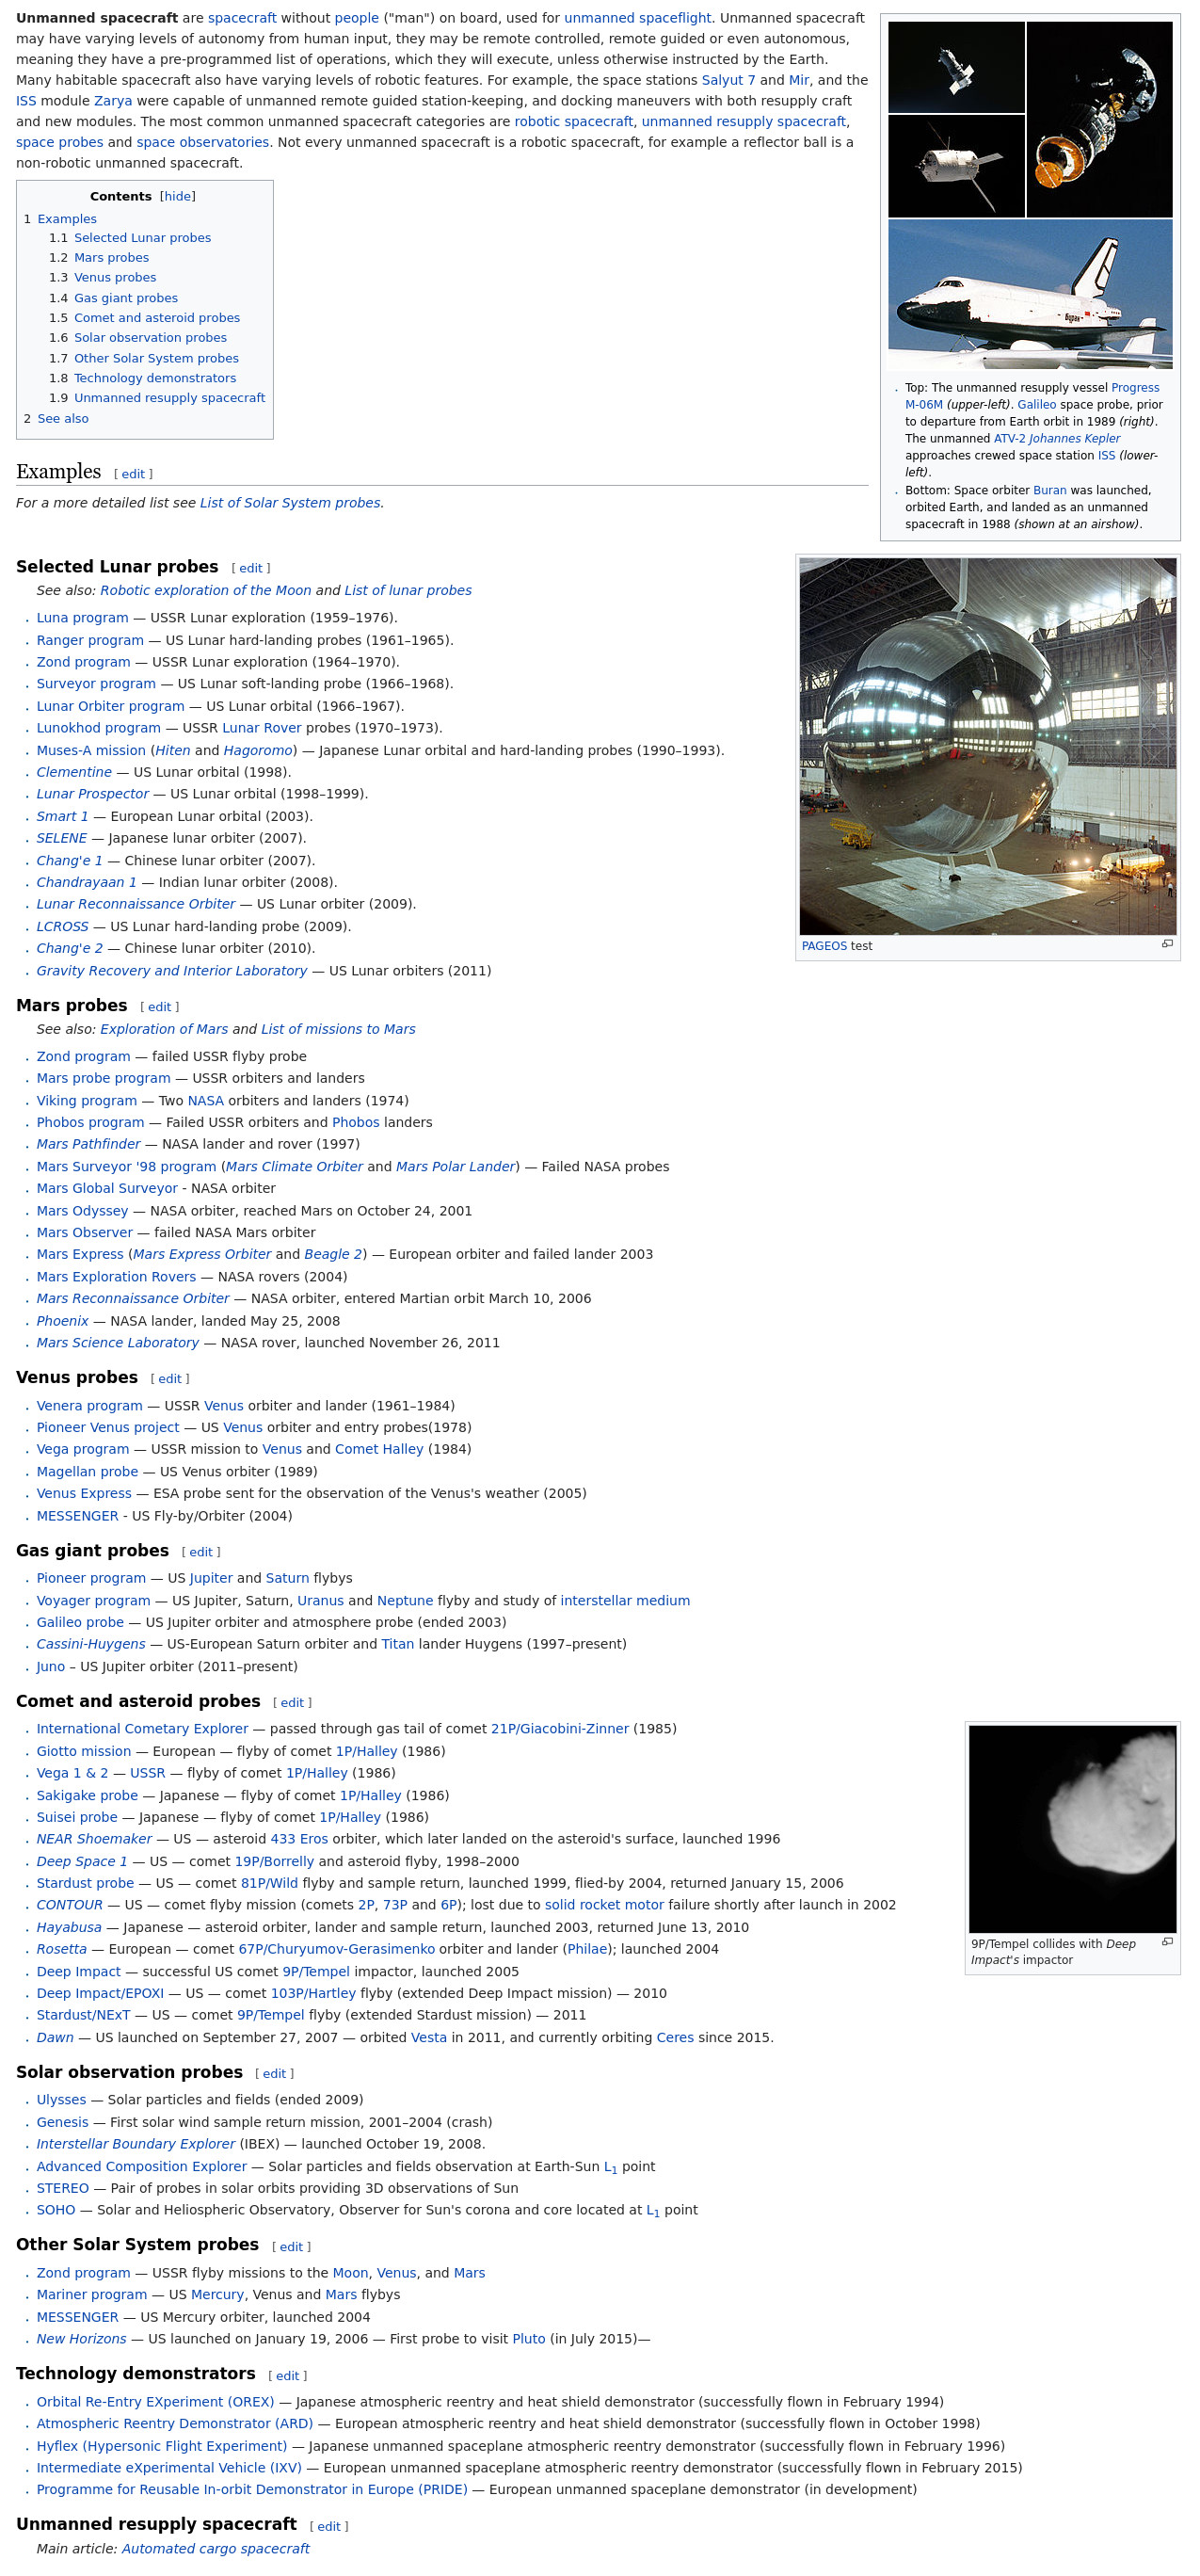 Unmanned spacecraft are spacecraft without people ("man") on board, used for unmanned spaceflight. Unmanned spacecraft
may have varying levels of autonomy from human input, they may be remote controlled, remote guided or even autonomous,
meaning they have a pre-programmed list of operations, which they will execute, unless otherwise instructed by the Earth.
Many habitable spacecraft also have varying levels of robotic features. For example, the space stations Salyut 7 and Mir, and the
ISS module Zarya were capable of unmanned remote guided station-keeping, and docking maneuvers with both resupply craft
and new modules. The most common unmanned spacecraft categories are robotic spacecraft, unmanned resupply spacecraft,
space probes and space observatories. Not every unmanned spacecraft is a robotic spacecraft, for example a reflector ball is a
non-robotic unmanned spacecraft.
Contents [hide]
1 Examples
1.1 Selected Lunar probes
1.2 Mars probes
1.3 Venus probes
1.4 Gas giant probes
1.5 Comet and asteroid probes
1.6 Solar observation probes
1.7 Other Solar System probes
1.8 Technology demonstrators
1.9 Unmanned resupply spacecraft
2 See also
Top: The unmanned resupply vessel Progress
M-06M (upper-left). Galileo space probe, prior
to departure from Earth orbit in 1989 (right).
The unmanned ATV-2 Johannes Kepler
approaches crewed space station ISS (lower-
left).
Bottom: Space orbiter Buran was launched,
orbited Earth, and landed as an unmanned
spacecraft in 1988 (shown at an airshow).
Examples [ edit ]
For a more detailed list see List of Solar System probes.
Selected Lunar probes [ edit ]
See also: Robotic exploration of the Moon and List of lunar probes
Luna program — USSR Lunar exploration (1959–1976).
Ranger program — US Lunar hard-landing probes (1961–1965).
Zond program — USSR Lunar exploration (1964–1970).
Surveyor program — US Lunar soft-landing probe (1966–1968).
Lunar Orbiter program — US Lunar orbital (1966–1967).
Lunokhod program — USSR Lunar Rover probes (1970–1973).
Muses-A mission (Hiten and Hagoromo) — Japanese Lunar orbital and hard-landing probes (1990–1993).
Clementine — US Lunar orbital (1998).
Lunar Prospector — US Lunar orbital (1998–1999).
Smart 1 — European Lunar orbital (2003).
SELENE — Japanese lunar orbiter (2007).
Chang'e 1 — Chinese lunar orbiter (2007).
Chandrayaan 1 — Indian lunar orbiter (2008).
Lunar Reconnaissance Orbiter — US Lunar orbiter (2009).
LCROSS — US Lunar hard-landing probe (2009).
Chang'e 2 — Chinese lunar orbiter (2010).
Gravity Recovery and Interior Laboratory — US Lunar orbiters (2011)
PAGEOS test
Mars probes [ edit ]
See also: Exploration of Mars and List of missions to Mars
Zond program — failed USSR flyby probe
Mars probe program — USSR orbiters and landers
Viking program — Two NASA orbiters and landers (1974)
Phobos program — Failed USSR orbiters and Phobos landers
Mars Pathfinder — NASA lander and rover (1997)
Mars Surveyor '98 program (Mars Climate Orbiter and Mars Polar Lander) — Failed NASA probes
Mars Global Surveyor - NASA orbiter
Mars Odyssey — NASA orbiter, reached Mars on October 24, 2001
Mars Observer — failed NASA Mars orbiter
Mars Express (Mars Express Orbiter and Beagle 2) — European orbiter and failed lander 2003
Mars Exploration Rovers — NASA rovers (2004)
Mars Reconnaissance Orbiter — NASA orbiter, entered Martian orbit March 10, 2006
Phoenix — NASA lander, landed May 25, 2008
Mars Science Laboratory — NASA rover, launched November 26, 2011
Venus probes [ edit ]
Venera program — USSR Venus orbiter and lander (1961–1984)
Pioneer Venus project — US Venus orbiter and entry probes(1978)
Vega program — USSR mission to Venus and Comet Halley (1984)
Magellan probe — US Venus orbiter (1989)
Venus Express — ESA probe sent for the observation of the Venus's weather (2005)
MESSENGER - US Fly-by/Orbiter (2004)
Gas giant probes [ edit ]
Pioneer program — US Jupiter and Saturn flybys
Voyager program — US Jupiter, Saturn, Uranus and Neptune flyby and study of interstellar medium
Galileo probe — US Jupiter orbiter and atmosphere probe (ended 2003)
Cassini-Huygens — US-European Saturn orbiter and Titan lander Huygens (1997–present)
Juno – US Jupiter orbiter (2011–present)
Comet and asteroid probes [ edit ]
International Cometary Explorer — passed through gas tail of comet 21P/Giacobini-Zinner (1985)
Giotto mission — European — flyby of comet 1P/Halley (1986)
Vega 1 & 2 — USSR — flyby of comet 1P/Halley (1986)
Sakigake probe — Japanese — flyby of comet 1P/Halley (1986)
Suisei probe — Japanese — flyby of comet 1P/Halley (1986)
NEAR Shoemaker — US — asteroid 433 Eros orbiter, which later landed on the asteroid's surface, launched 1996
Deep Space 1 — US — comet 19P/Borrelly and asteroid flyby, 1998–2000
Stardust probe — US — comet 81P/Wild flyby and sample return, launched 1999, flied-by 2004, returned January 15, 2006
CONTOUR — US — comet flyby mission (comets 2P, 73P and 6P); lost due to solid rocket motor failure shortly after launch in 2002
Hayabusa — Japanese — asteroid orbiter, lander and sample return, launched 2003, returned June 13, 2010
Rosetta — European — comet 67P/Churyumov-Gerasimenko orbiter and lander (Philae); launched 2004
Deep Impact — successful US comet 9P/Tempel impactor, launched 2005
Deep Impact/EPOXI — US — comet 103P/Hartley flyby (extended Deep Impact mission) — 2010
Stardust/NExT — US — comet 9P/Tempel flyby (extended Stardust mission) — 2011
Dawn — US launched on September 27, 2007 — orbited Vesta in 2011, and currently orbiting Ceres since 2015.
9P/Tempel collides with Deep
Impact's impactor
Solar observation probes [ edit ]
Ulysses — Solar particles and fields (ended 2009)
Genesis — First solar wind sample return mission, 2001–2004 (crash)
Interstellar Boundary Explorer (IBEX) — launched October 19, 2008.
Advanced Composition Explorer — Solar particles and fields observation at Earth-Sun L1 point
STEREO — Pair of probes in solar orbits providing 3D observations of Sun
SOHO — Solar and Heliospheric Observatory, Observer for Sun's corona and core located at L1 point
Other Solar System probes [ edit ]
Zond program — USSR flyby missions to the Moon, Venus, and Mars
Mariner program — US Mercury, Venus and Mars flybys
MESSENGER — US Mercury orbiter, launched 2004
New Horizons — US launched on January 19, 2006 — First probe to visit Pluto (in July 2015)—
Technology demonstrators [ edit ]
Orbital Re-Entry EXperiment (OREX) — Japanese atmospheric reentry and heat shield demonstrator (successfully flown in February 1994)
Atmospheric Reentry Demonstrator (ARD) — European atmospheric reentry and heat shield demonstrator (successfully flown in October 1998)
Hyflex (Hypersonic Flight Experiment) — Japanese unmanned spaceplane atmospheric reentry demonstrator (successfully flown in February 1996)
Intermediate eXperimental Vehicle (IXV) — European unmanned spaceplane atmospheric reentry demonstrator (successfully flown in February 2015)
Programme for Reusable In-orbit Demonstrator in Europe (PRIDE) — European unmanned spaceplane demonstrator (in development)
Unmanned resupply spacecraft [ edit ]
Main article: Automated cargo spacecraft